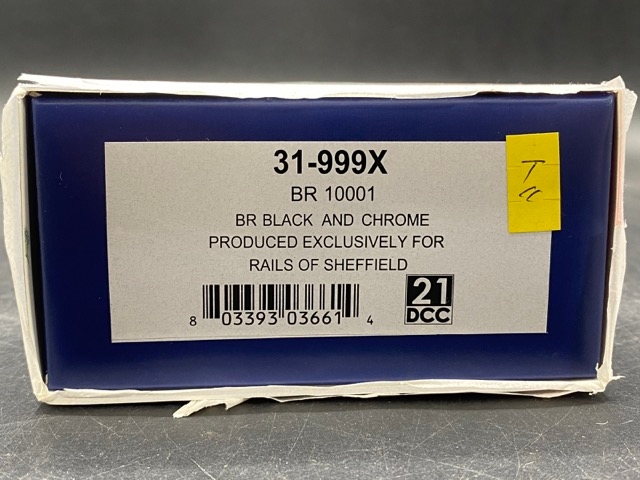 31-999X
BR 10001
BR BLACK AND CHROME
PRODUCED EXCLUSIVELY FOR
RAILS OF SHEFFIELD
8 03393 03661 4
21
DCC
T